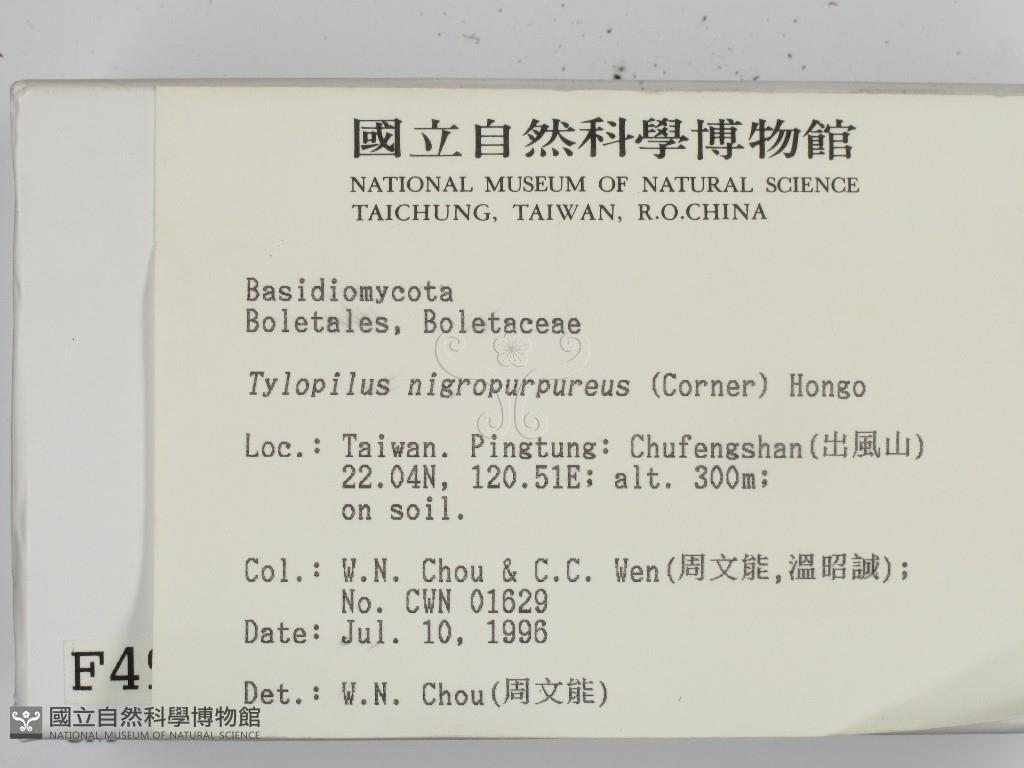 國立自然科學博物館
NATIONAL MUSEUM OF NATURAL SCIENCE
TAICHUNG, TAIWAN, R.O.CHINA
Basidiomycota
Boletales, Boletaceae
Tylopilus nigropurpureus (Corner) Hongo
Loc.: Taiwan. Pingtung: Chufengshan(出風山)
22.04N, 120.51E; alt. 300m;
on soil.
Col.: W.N. Chou & C.C. Wen(周文能,溫昭誠);
No. CWN 01629
Date: Jul. 10, 1996
Det.: W.N. Chou(周文能)
國立自然科學博物館
NATIONAL MUSEUM OF NATURAL SCIENCE